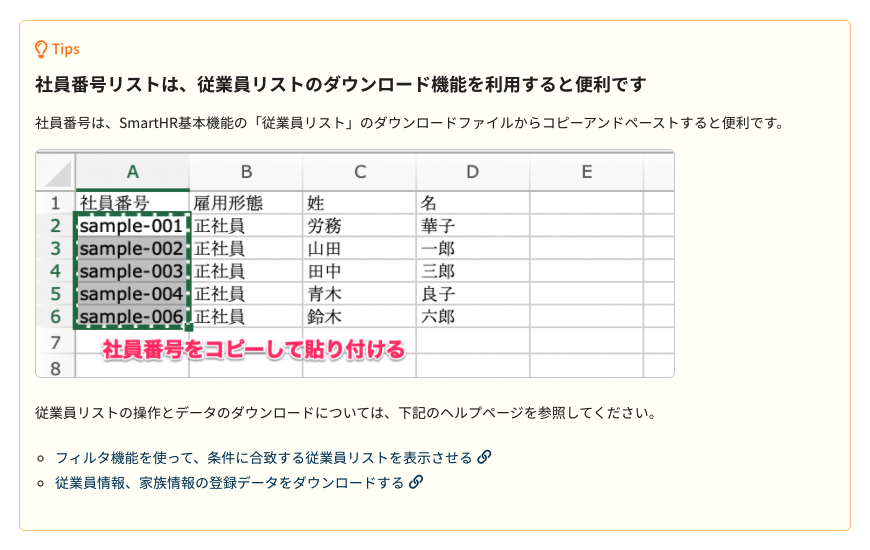 Tips
社員番号リストは、従業員リストのダウンロード機能を利用すると便利です
社員番号は、SmartHR基本機能の「従業員リスト」のダウンロードファイルからコピーアンドペーストすると便利です。
A B C D E
1 社員番号 雇用形態 姓 名
2 sample-001 正社員 労務 華子
3 sample-002 正社員 山田 一郎
4 sample-003 正社員 田中 三郎
5 sample-004 正社員 青木 良子
6 sample-006 正社員 鈴木 六郎
7
社員番号をコピーして貼り付ける
8
従業員リストの操作とデータのダウンロードについては、下記のヘルプページを参照してください。
フィルタ機能を使って、条件に合致する従業員リストを表示させる
従業員情報、家族情報の登録データをダウンロードする